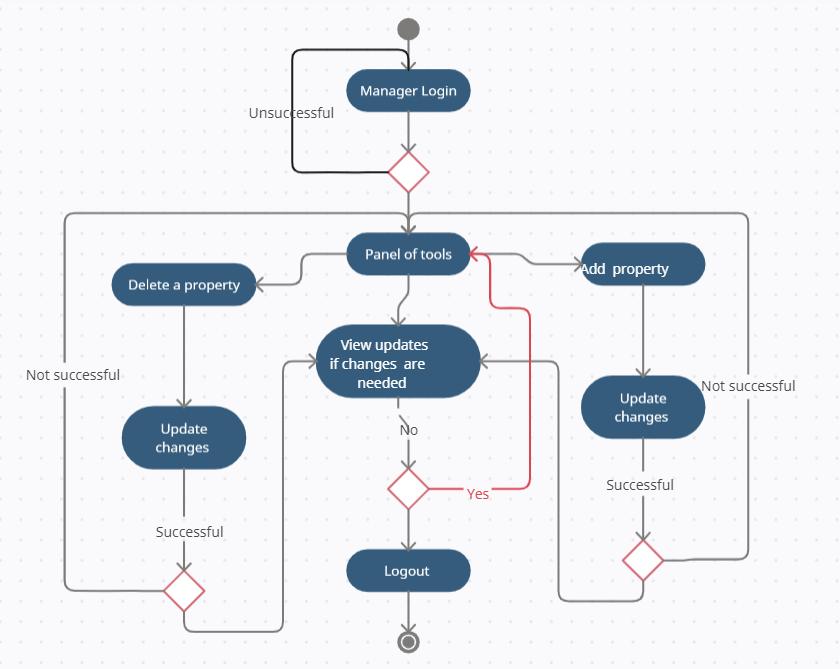 Manager Login
Unsuccessful
Panel of tools
Add  property
Delete a property
View updates
if changes  are
needed
Not successful
Not successful
Update
changes
Update
changes
No
Successful
Yes
Successful
Logout